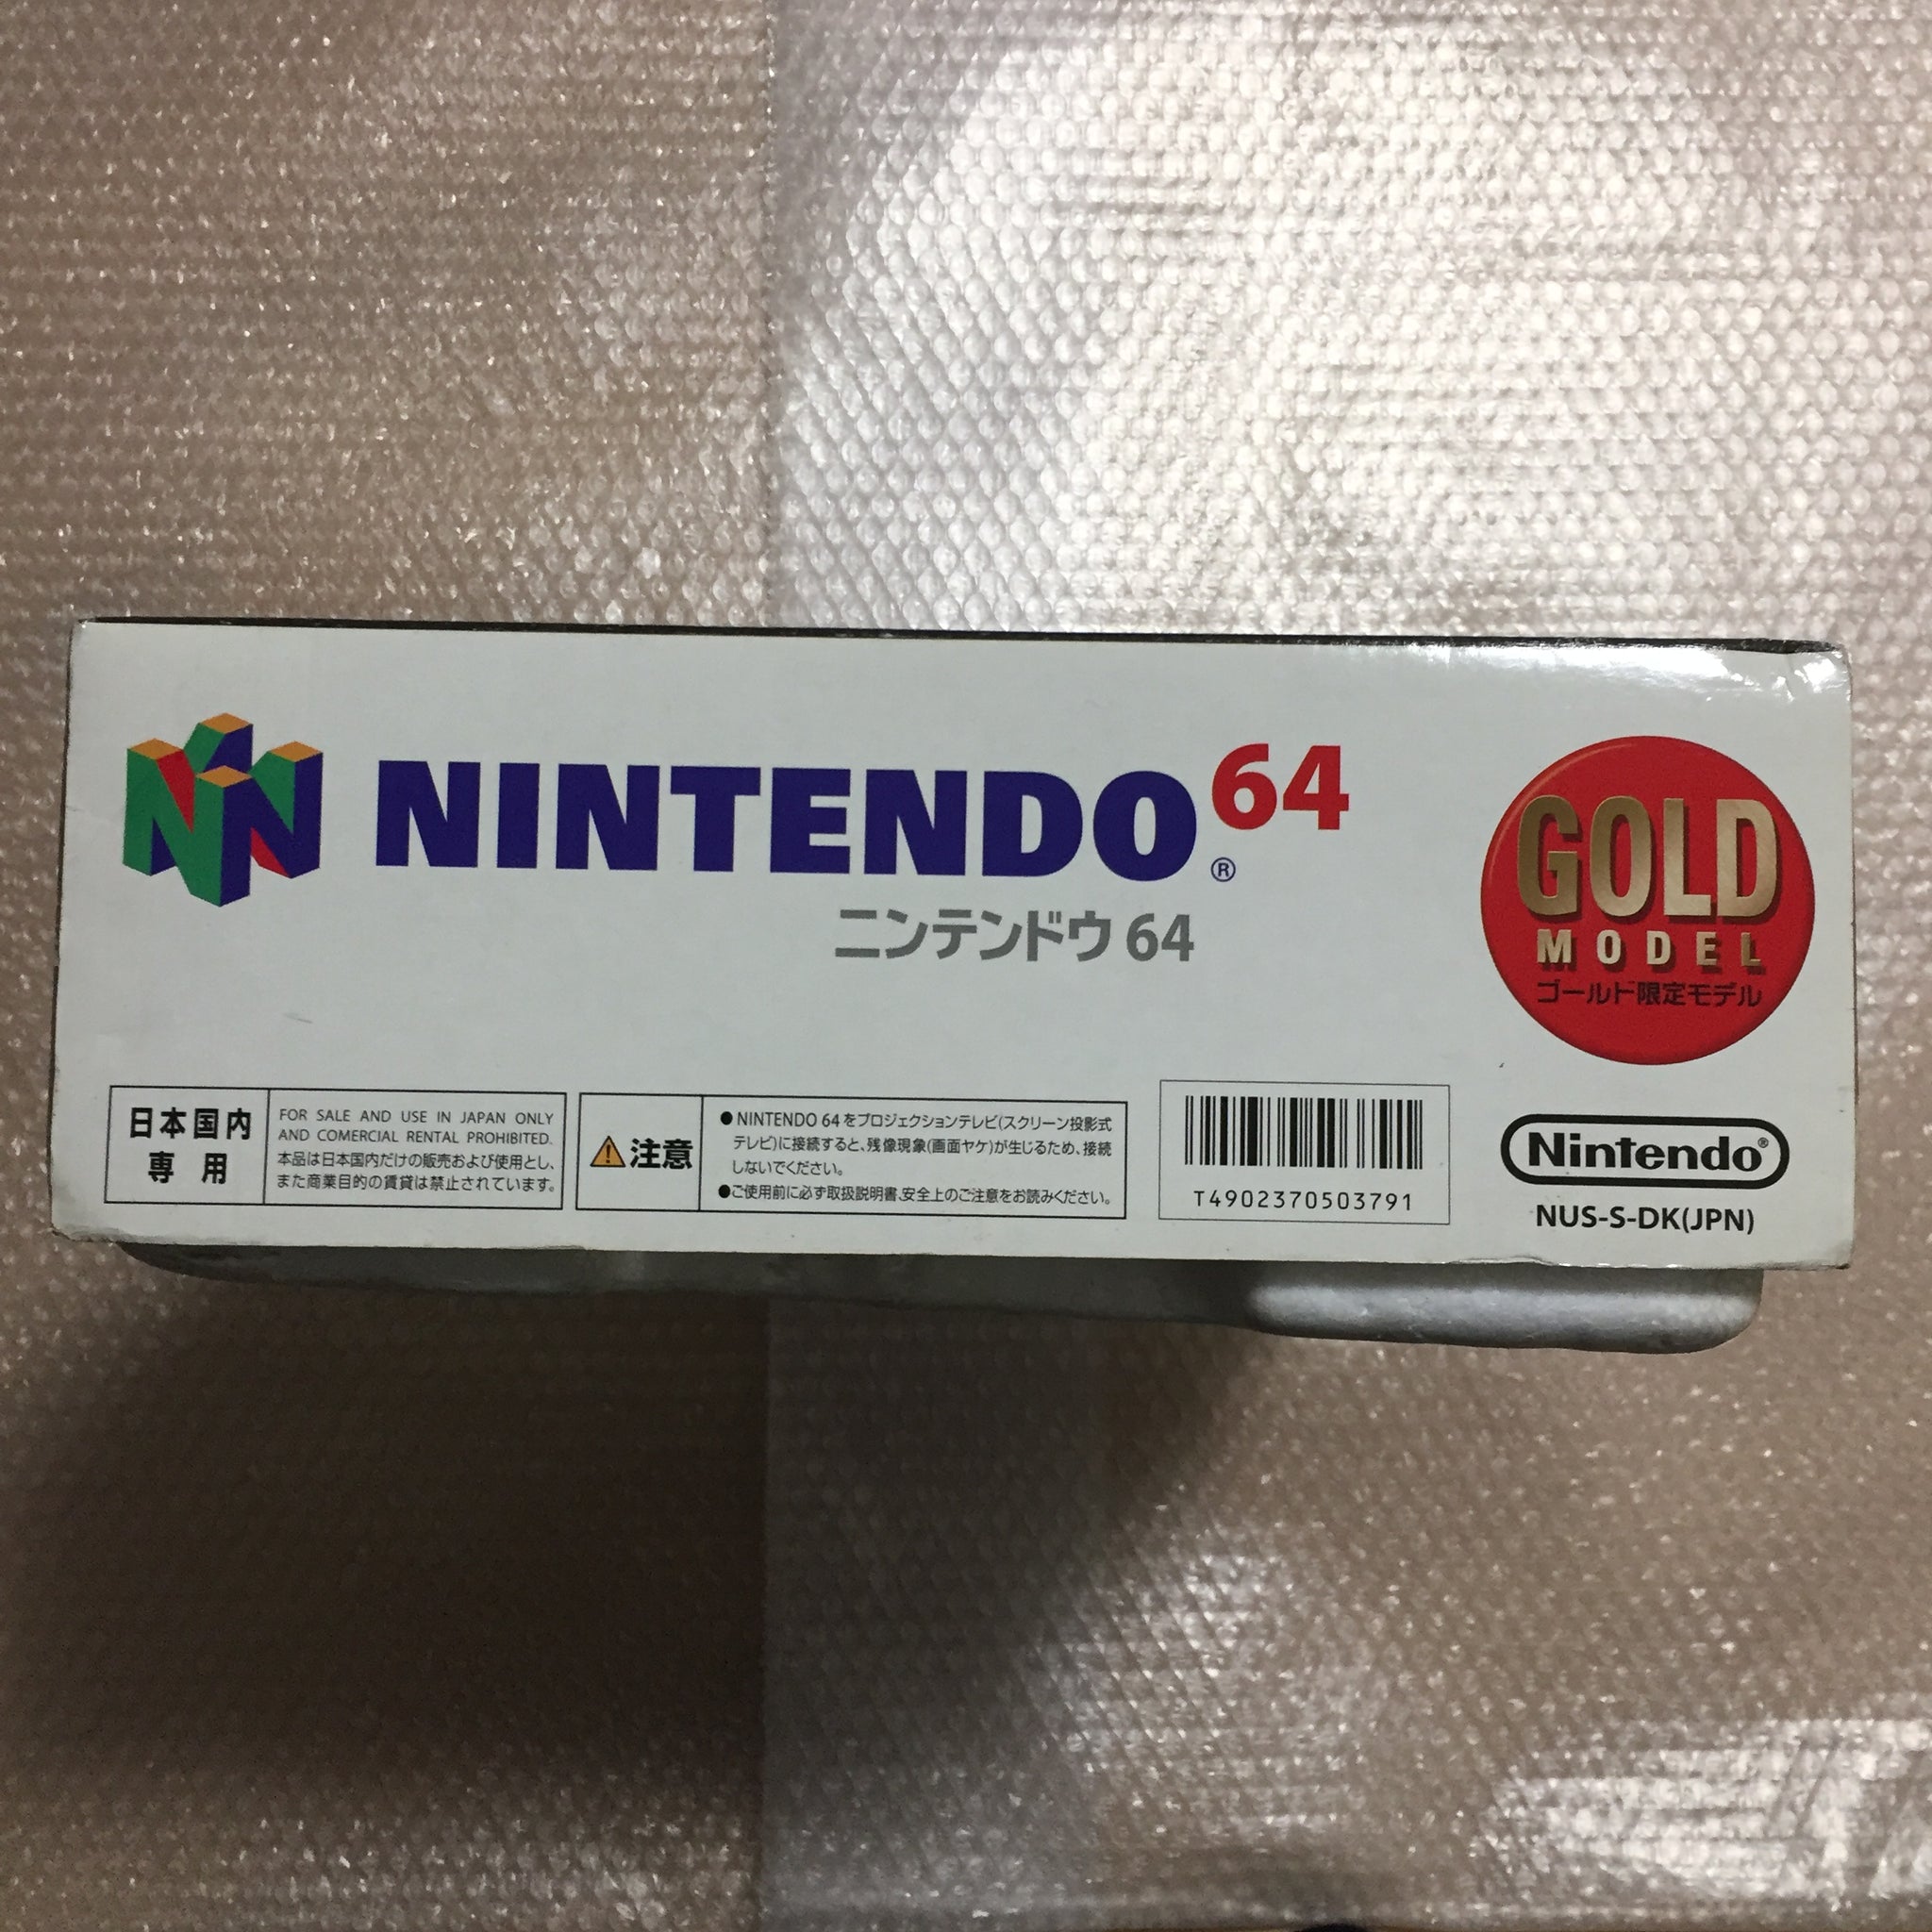 NINTENDO64®
ニンテンドウ64
GOLD
MODEL
ゴールド限定モデル
日本国内
専用
FOR SALE AND USE IN JAPAN ONLY
AND COMERCIAL RENTAL PROHIBITED.
本品は日本国内だけの販売および使用とし、
また商業目的の賃貸は禁止されています。
注意
●NINTENDO 64をプロジェクションテレビ(スクリーン投影式
テレビ)に接続すると、残像現象(画面ヤケ)が生じるため、接続
しないでください。
●ご使用前に必ず取扱説明書、安全上のご注意をお読みください。
T4902370503791
Nintendo®
NUS-S-DK(JPN)